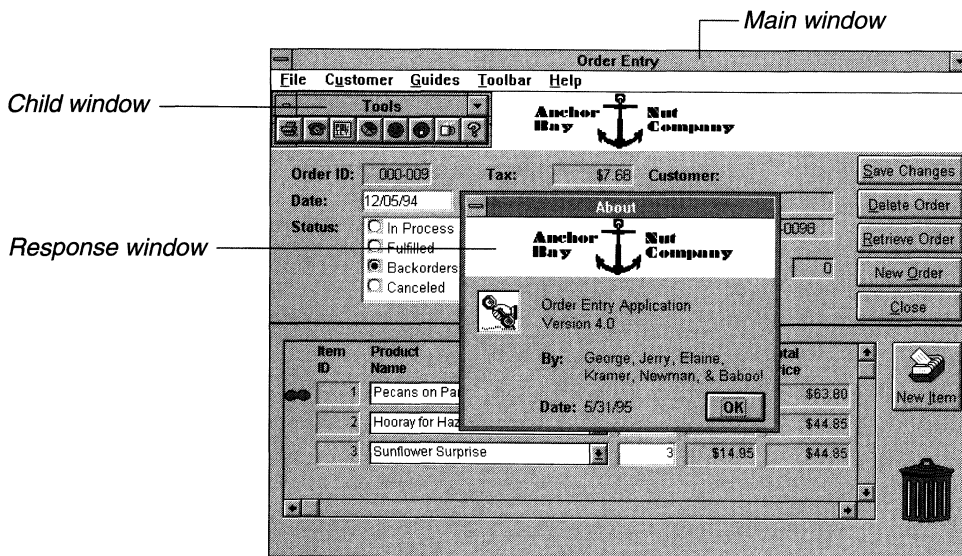 Main window
Order Entry
File Customer Guides Toolbar Help
Child window
Tools
Anchor Nut
Bay Company
Order ID: 000-009 Tax: $7.68 Customer:
Save Changes
Date: 12/05/94
About
Delete Order
Status: In Process
Anchor Nut
Bay Company
-0098
Response window
Fulfilled
Retrieve Order
Backorders
0
New Order
Canceled
Order Entry Application
Version 4.0
Close
Item Product
ID Name
By: George, Jerry, Elaine,
Kramer, Newman, & Baboo!
otal
rice
1 Pecans on Par
$63.80
New Item
Date: 5/31/95 OK
2 Hooray for Haz
$44.85
3 Sunflower Surprise 3 $14.95 $44.85